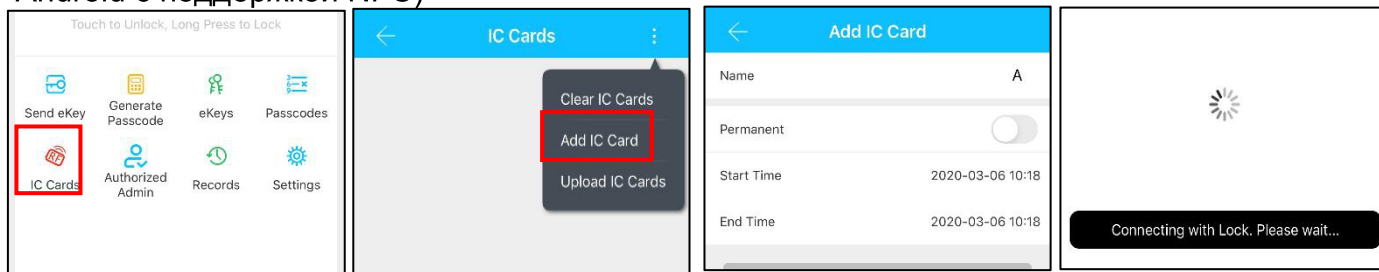 Android с поддержкой NFC)
Touch to Unlock, Long Press to Lock
Send eKey
Generate
Passcode
eKeys
Passcodes
IC Cards
Authorized
Admin
Records
Settings
IC Cards
Clear IC Cards
Add IC Card
Upload IC Cards
Add IC Card
Name A
Permanent
Start Time 2020-03-06 10:18
End Time 2020-03-06 10:18
Connecting with Lock. Please wait...